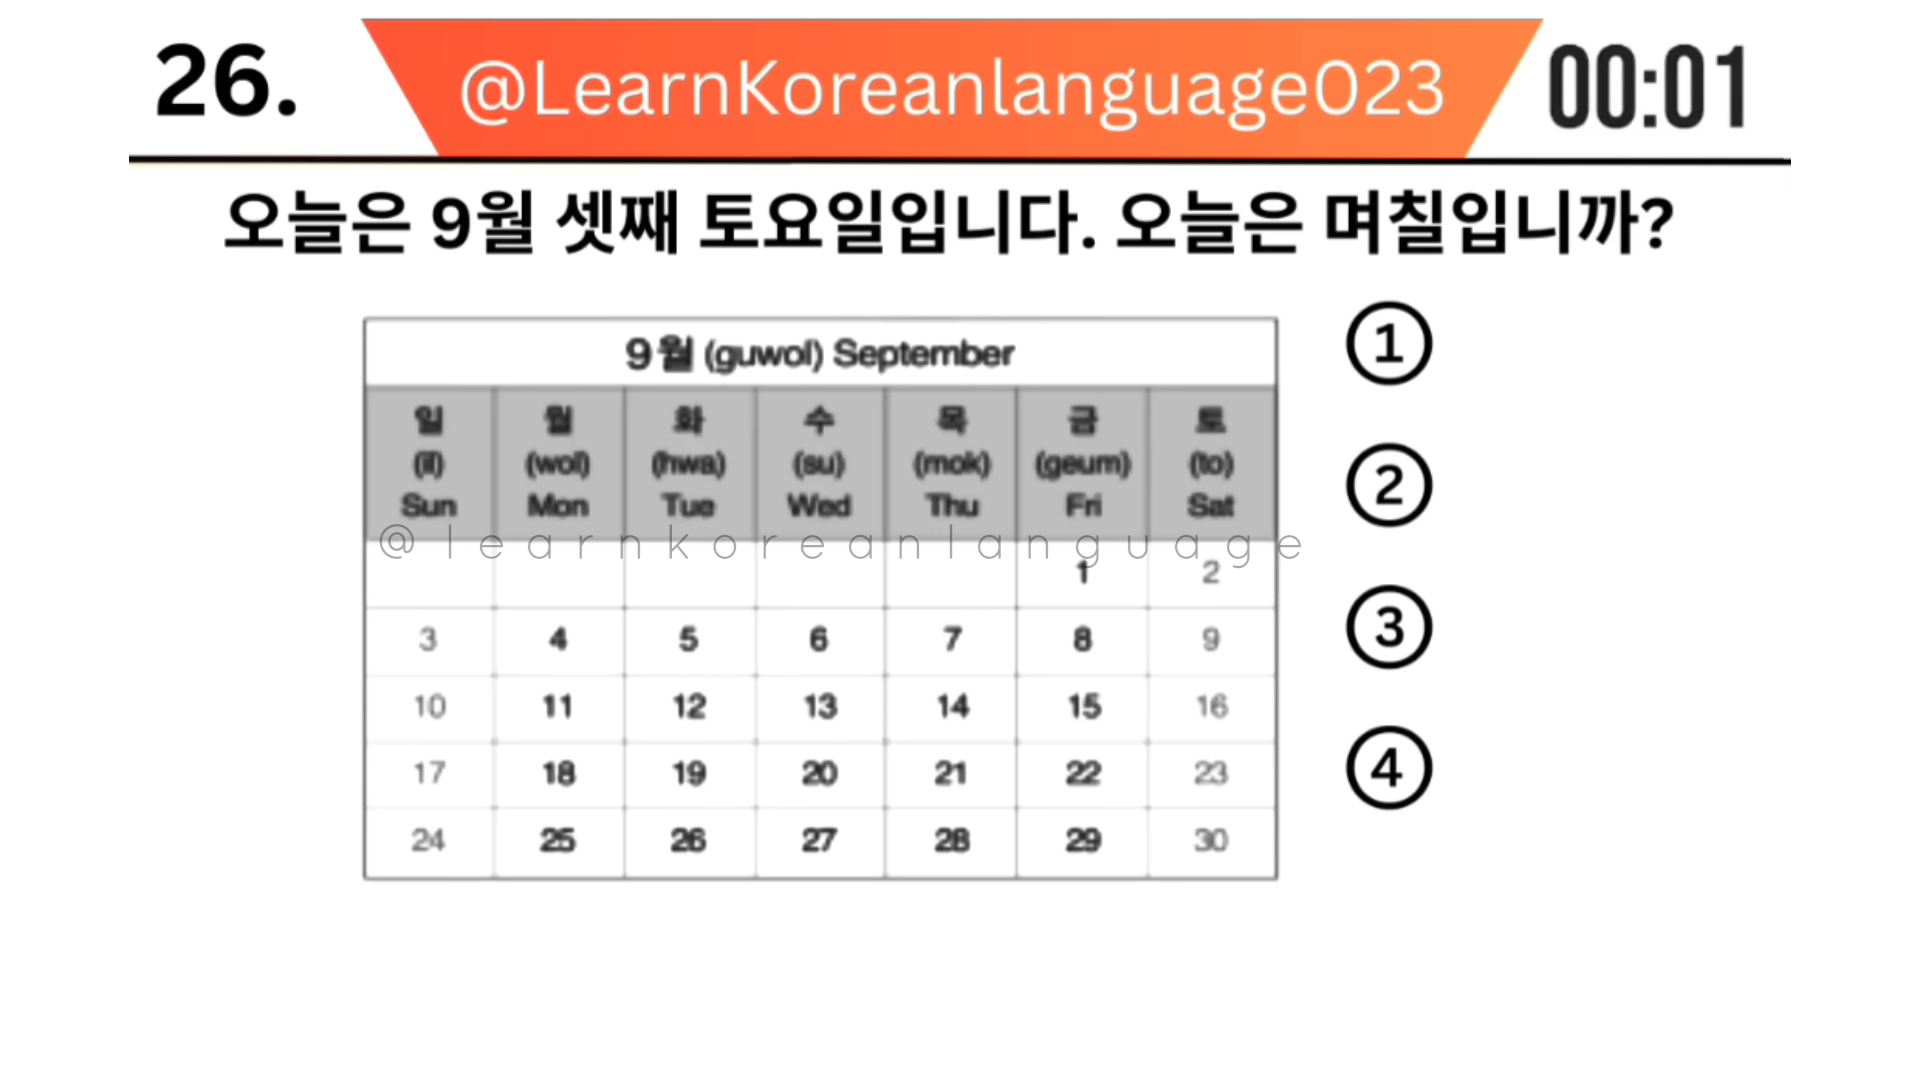 26.
@LearnKoreanlanguage023
00:01
오늘은 9월 셋째 토요일입니다. 오늘은 며칠입니까?
9월 (guwol) September
일 월 화 수 목 금 토
(il) (wol) (hwa) (su) (mok) (geum) (to)
Sun Mon Tue Wed Thu Fri Sat
@learnkoreanlanguage
1 2
3 4 5 6 7 8 9
10 11 12 13 14 15 16
17 18 19 20 21 22 23
24 25 26 27 28 29 30
①
②
③
④